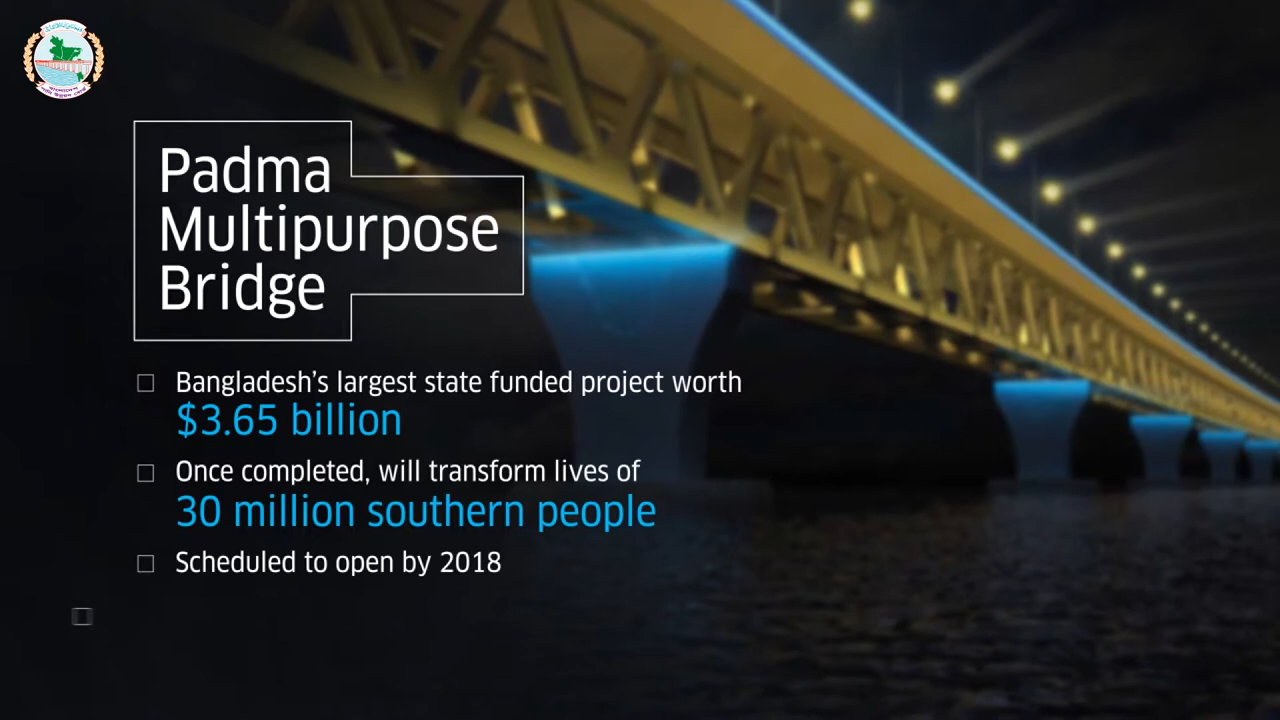 Padma
Multipurpose
Bridge
Bangladesh's largest state funded project worth
$3.65 billion
Once completed, will transform lives of
30 million southern people
Scheduled to open by 2018